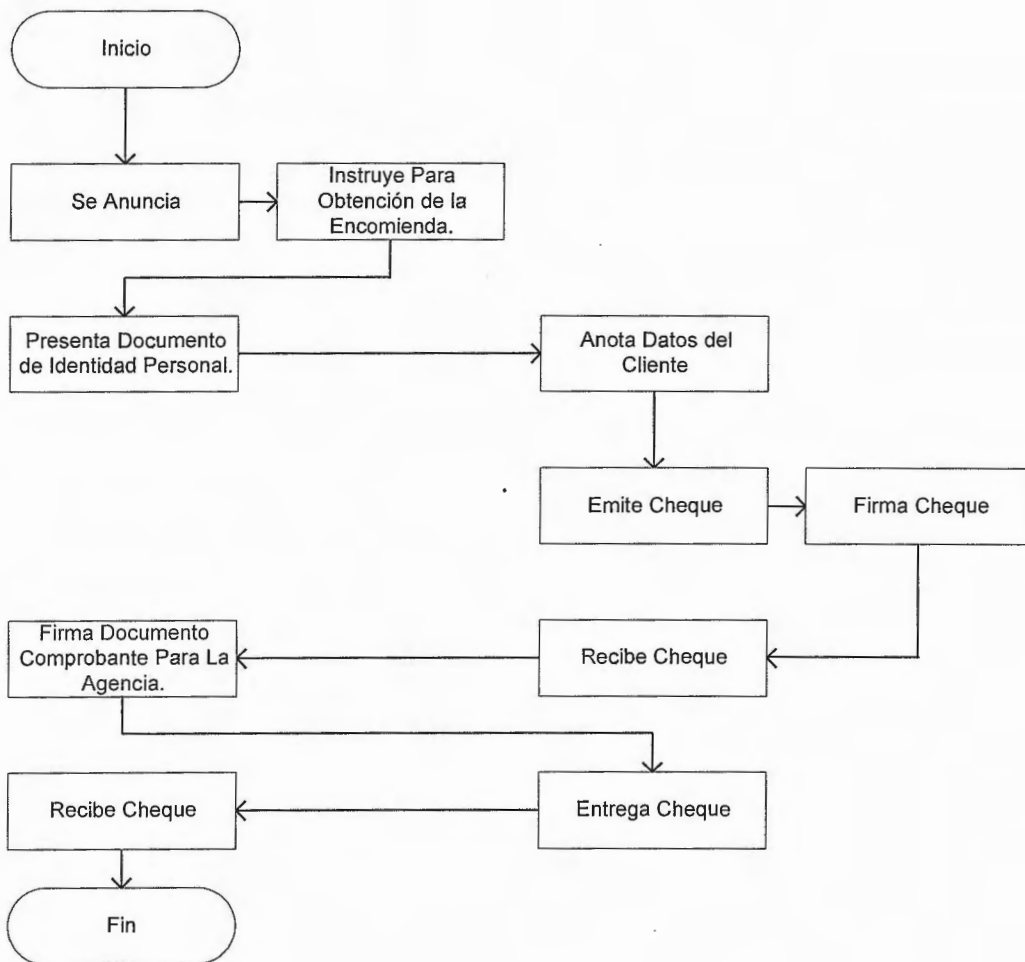 Inicio
Se Anuncia
Instruye Para
Obtención de la
Encomienda.
Presenta Documento
de Identidad Personal.
Anota Datos del
Cliente
Emite Cheque
Firma Cheque
Firma Documento
Comprobante Para La
Agencia.
Recibe Cheque
Recibe Cheque
Entrega Cheque
Fin